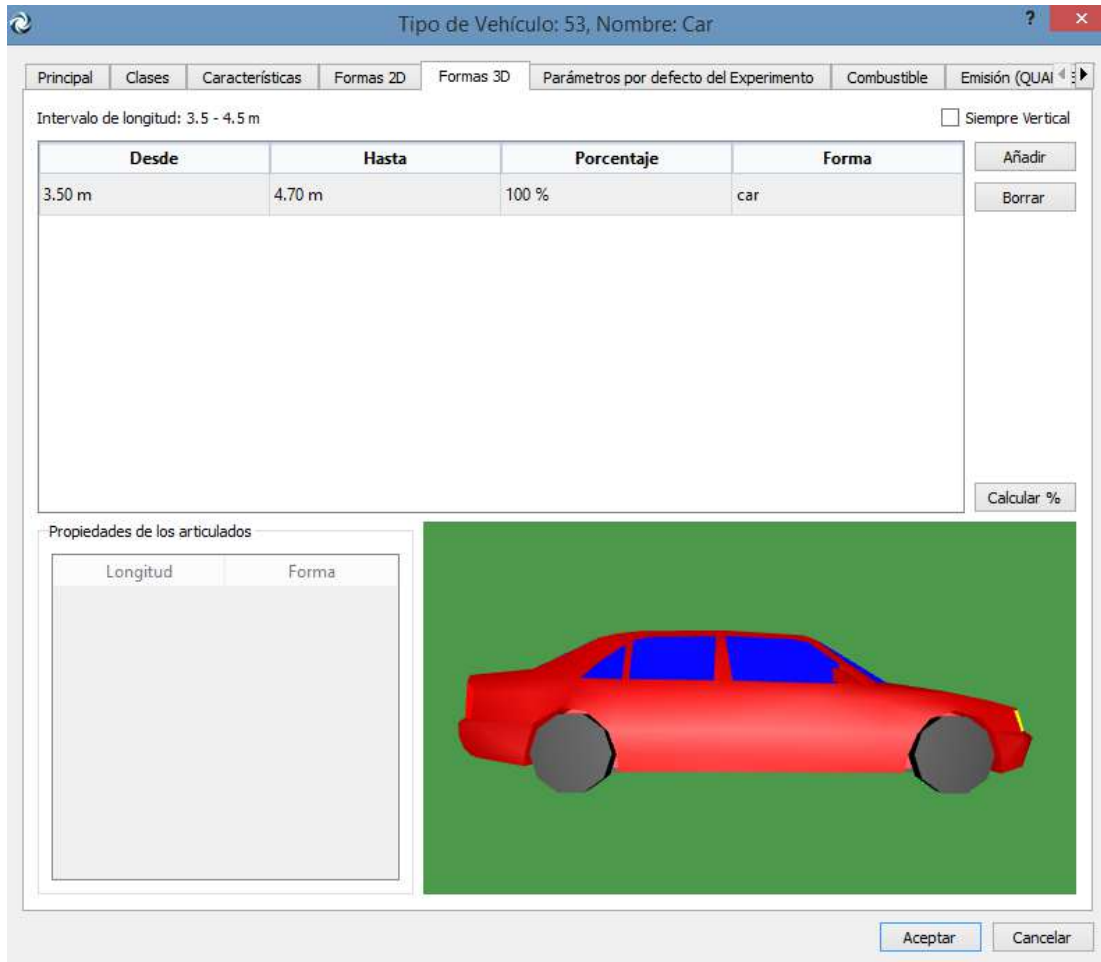 Tipo de Vehículo: 53, Nombre: Car ?
Principal Clases Características Formas 2D Formas 3D Parámetros por defecto del Experimento Combustible Emisión
Intervalo de longitud: 3.5 - 4.5 m Siempre Vertical
Desde Hasta Porcentaje Forma Añadir
3.50 m 4.70 m 100 % car Borrar
Calcular %
Propiedades de los articulados
Longitud Forma
Aceptar Cancelar